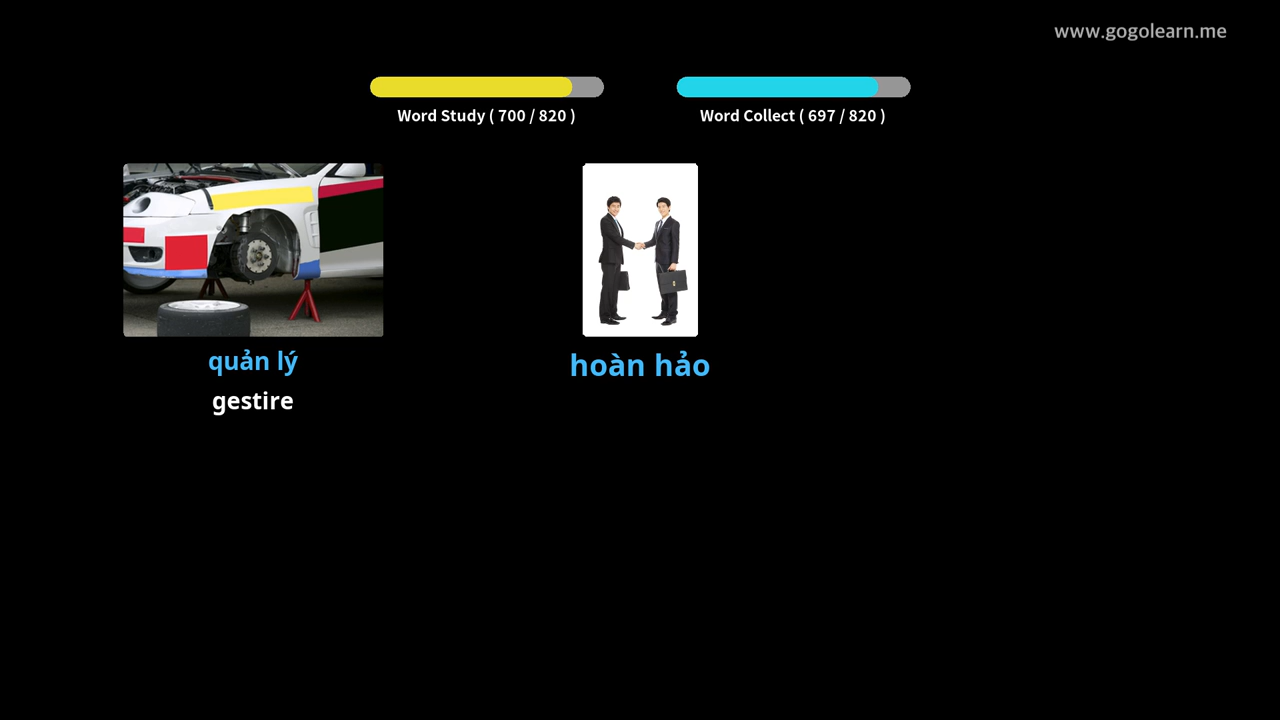 www.gogolearn.me
Word Study ( 700 / 820 )
Word Collect ( 697 / 820 )
quản lý
gestire
hoàn hảo